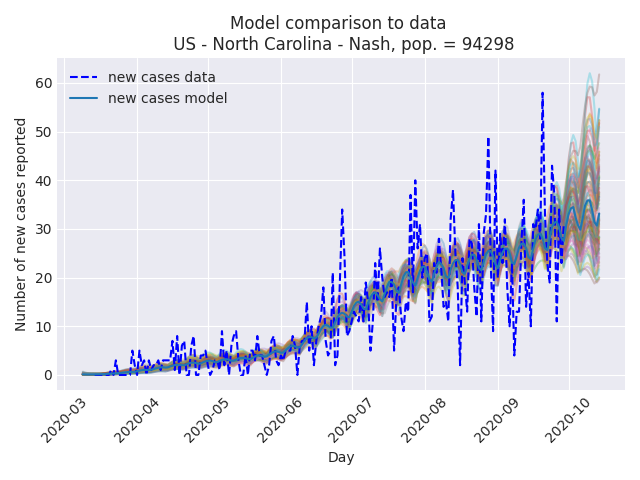 Model comparison to data
US - North Carolina - Nash, pop. = 94298
new cases data
new cases model
Number of new cases reported
60
50
40
30
20
10
0
2020-03
2020-04
2020-05
2020-06
2020-07
2020-08
2020-09
2020-10
Day